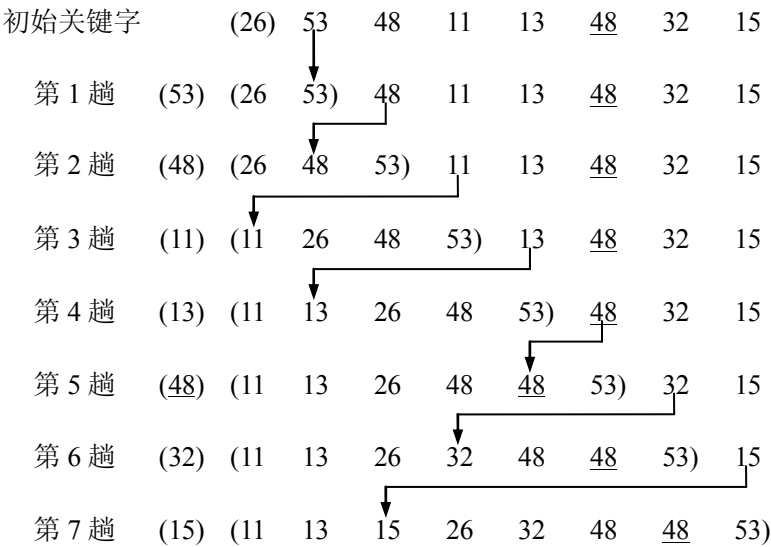 初始关键字 (26) 53 48 11 13 48 32 15
第 1 趟 (53) (26 53) 48 11 13 48 32 15
第 2 趟 (48) (26 48 53) 11 13 48 32 15
第 3 趟 (11) (11 26 48 53) 13 48 32 15
第 4 趟 (13) (11 13 26 48 53) 48 32 15
第 5 趟 (48) (11 13 26 48 48 53) 32 15
第 6 趟 (32) (11 13 26 32 48 48 53) 15
第 7 趟 (15) (11 13 15 26 32 48 48 53)